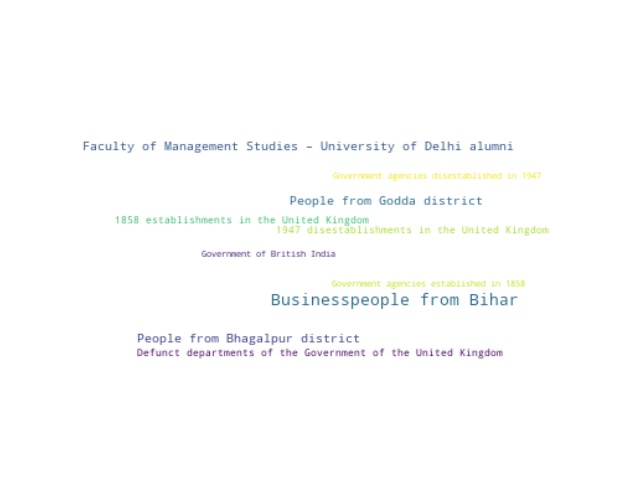 Faculty of Management Studies – University of Delhi alumni
Government agencies disestablished in 1947
People from Godda district
1858 establishments in the United Kingdom
1947 disestablishments in the United Kingdom
Government of British India
Government agencies established in 1858
Businesspeople from Bihar
People from Bhagalpur district
Defunct departments of the Government of the United Kingdom